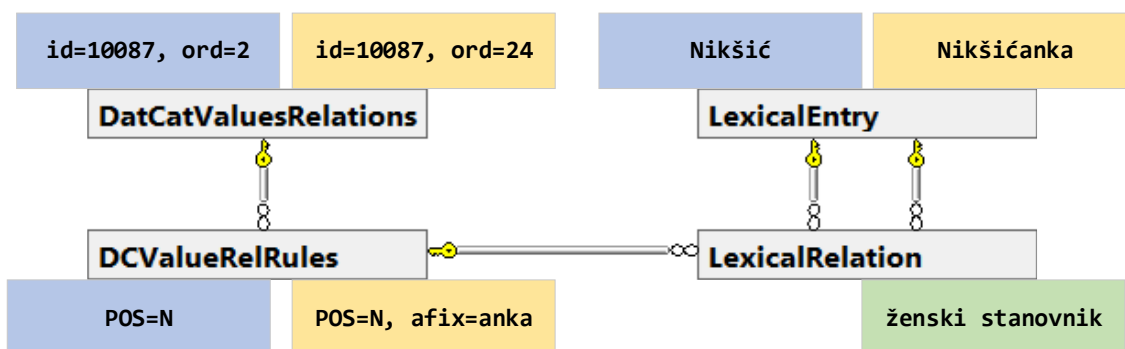 id=10087, ord=2
id=10087, ord=24
Nikšić
Nikšićanka
DatCatValuesRelations
LexicalEntry
DCValueRelRules
LexicalRelation
POS=N
POS=N, afix=anka
ženski stanovnik